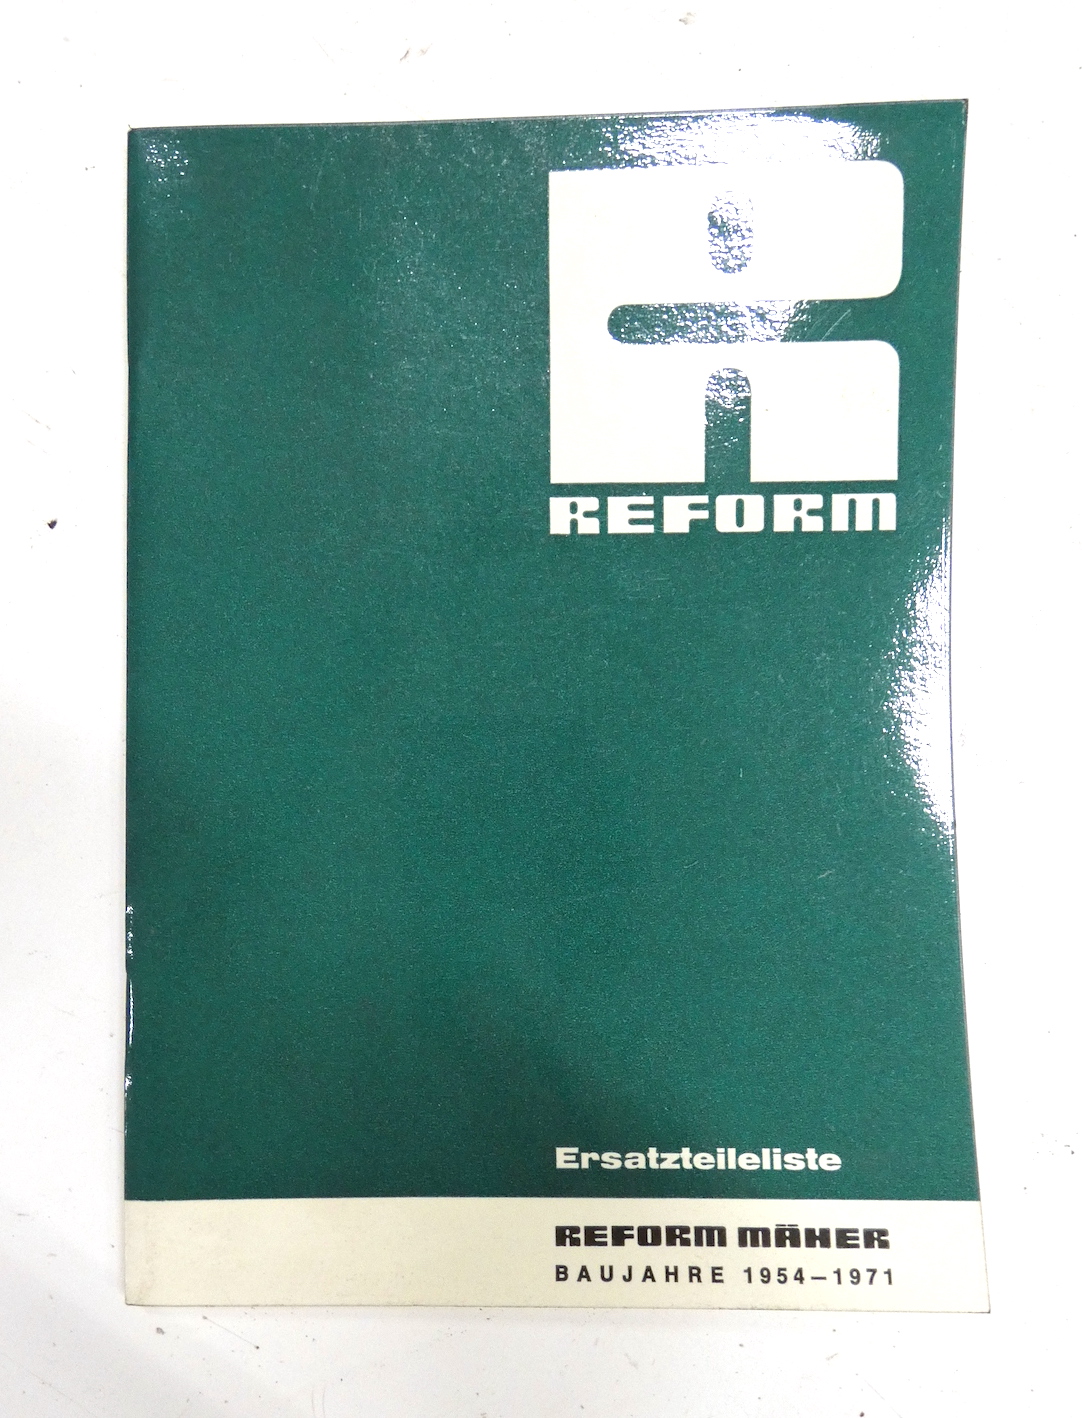 R
REFORM
Ersatzteileliste
REFORM MÄHER
BAUJAHRE 1954–1971